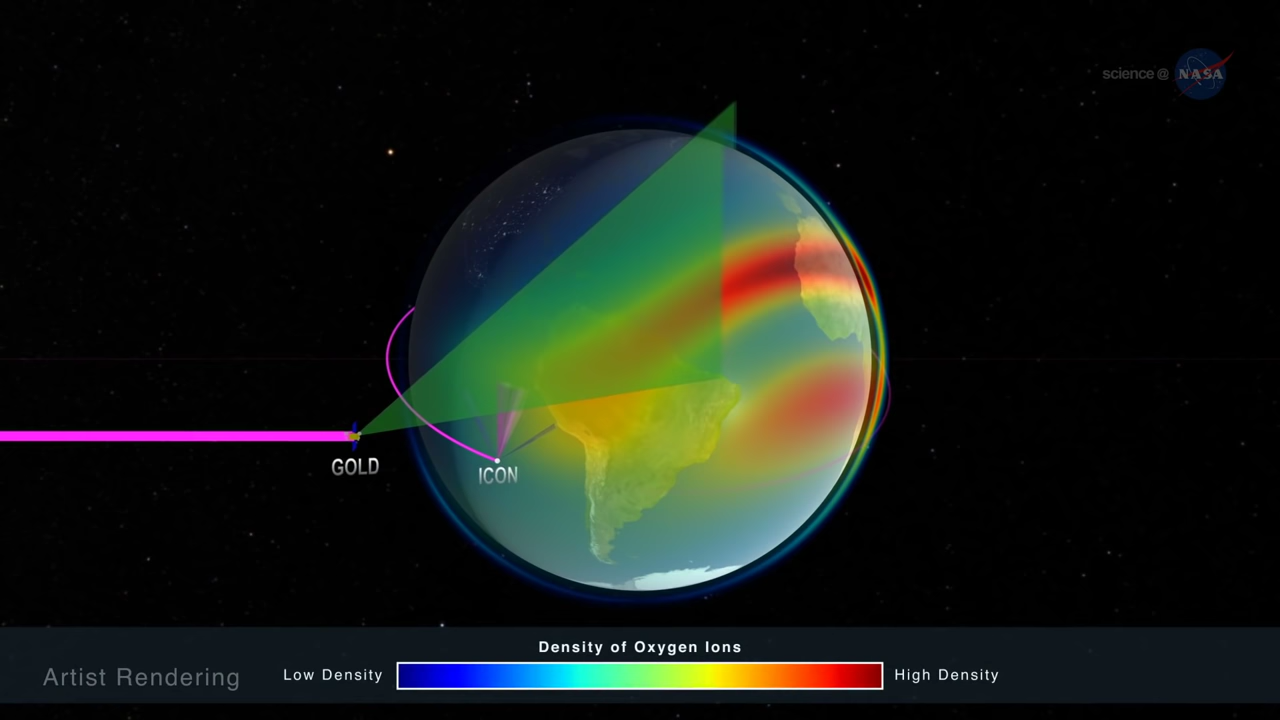 science@ NASA
GOLD
ICON
Density of Oxygen Ions
Artist Rendering
Low Density
High Density